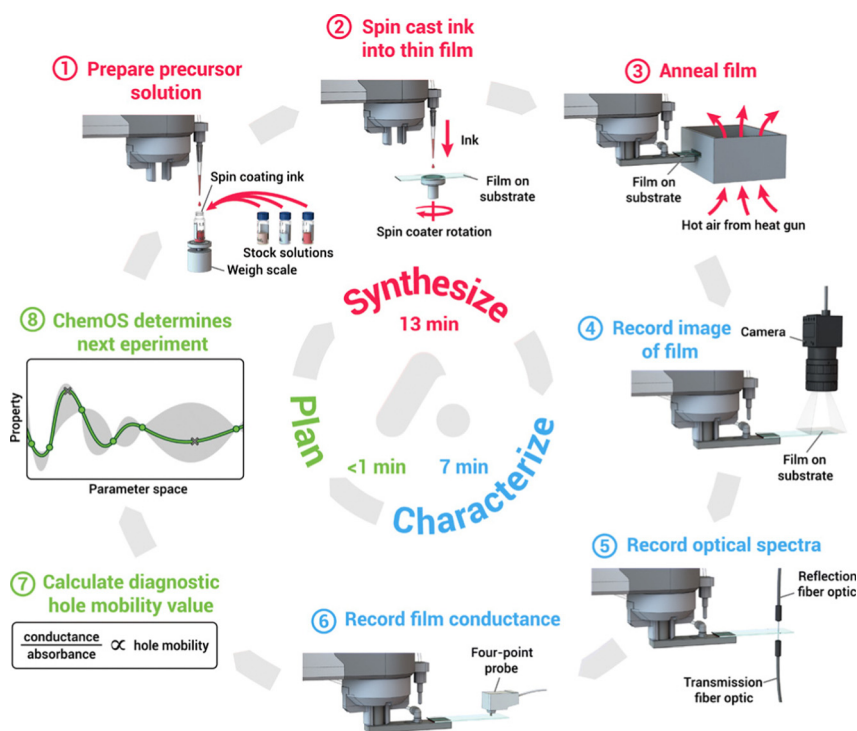 ① Prepare precursor
solution
Spin coating ink
Stock solutions
Weigh scale
② Spin cast ink
into thin film
Ink
Film on
substrate
Spin coater rotation
③ Anneal film
Film on
substrate
Hot air from heat gun
④ Record image
of film
Camera
Film on
substrate
⑤ Record optical spectra
Reflection
fiber optic
Transmission
fiber optic
⑥ Record film conductance
Four-point
probe
⑦ Calculate diagnostic
hole mobility value
conductance
absorbance
∝ hole mobility
⑧ ChemOS determines
next eperiment
Property
Parameter space
Synthesize
13 min
Characterize
7 min
Plan
<1 min